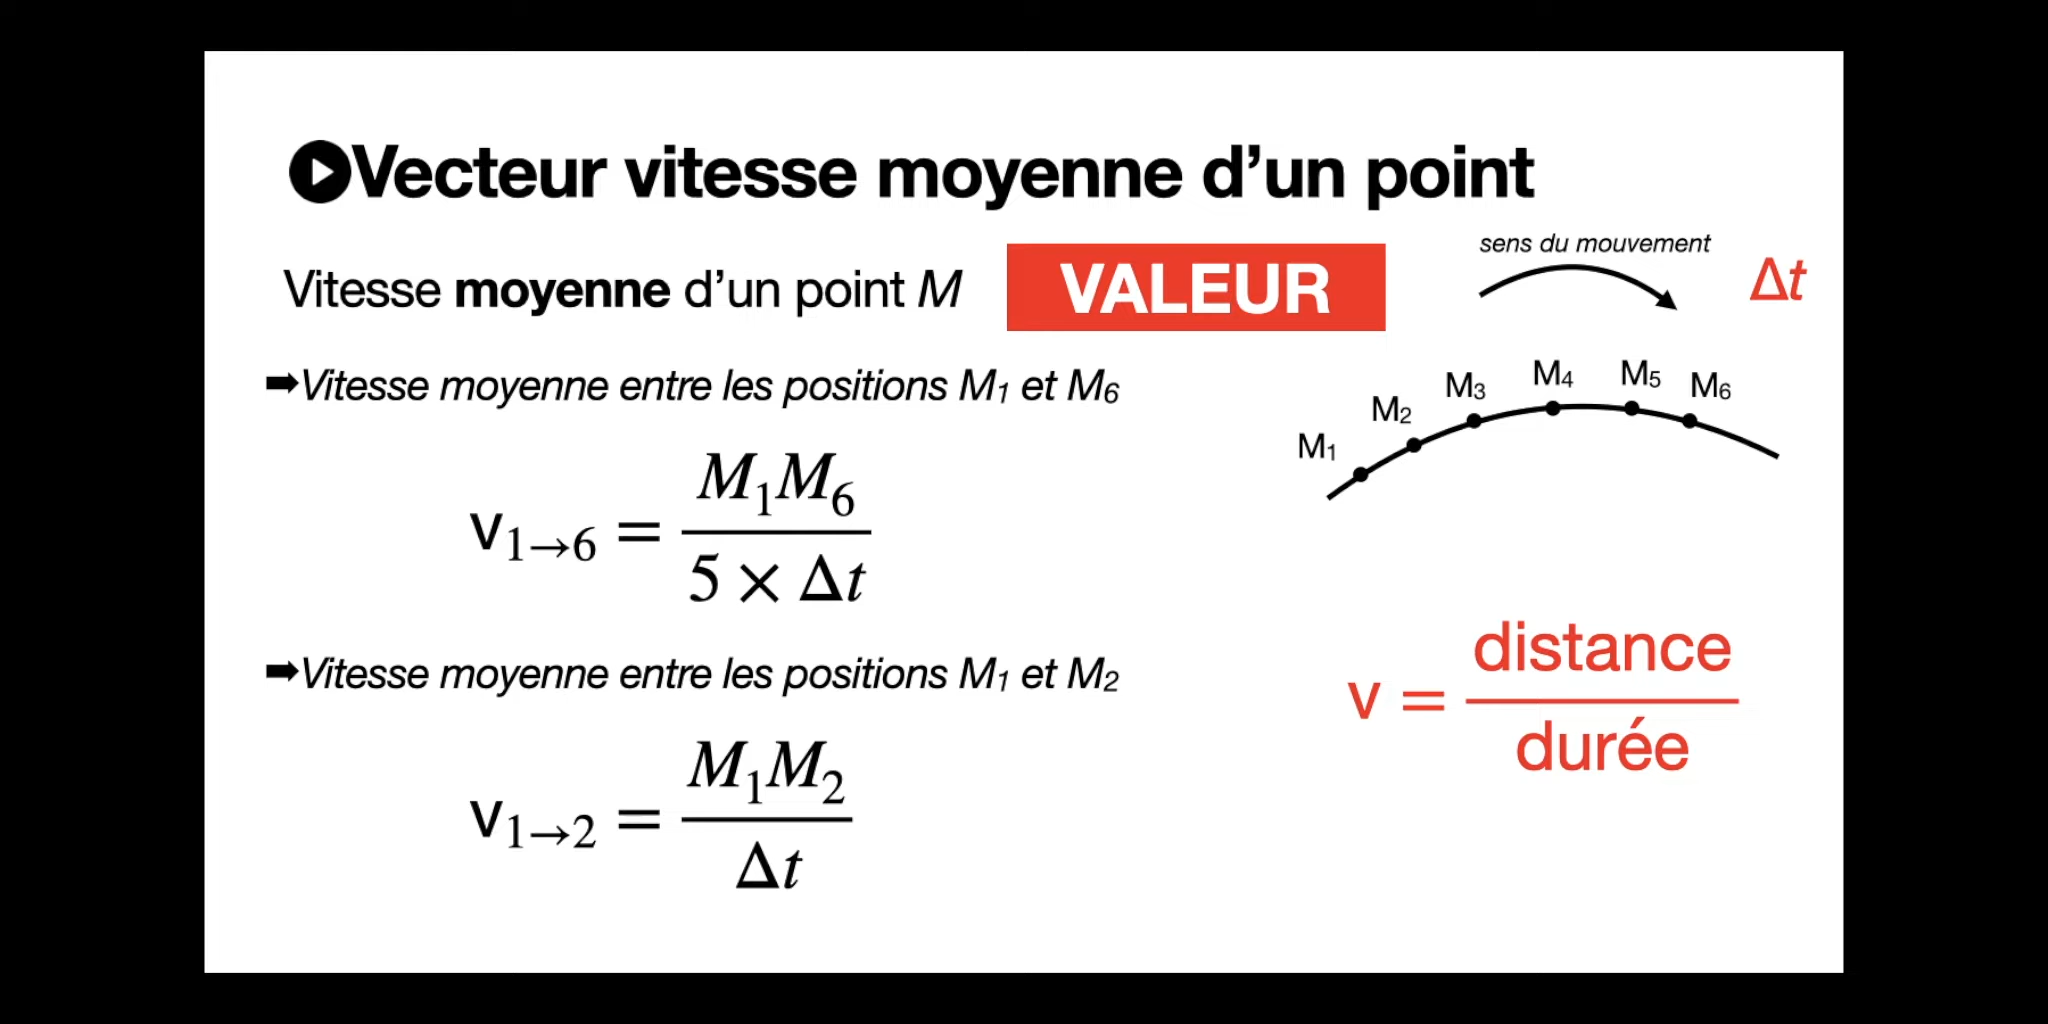 Vecteur vitesse moyenne d’un point
Vitesse moyenne d’un point M
VALEUR
sens du mouvement
Δt
➡Vitesse moyenne entre les positions M₁ et M₆
M₁
M₂
M₃
M₄
M₅
M₆
v₁→₆ = M₁M₆ / 5 × Δt
➡Vitesse moyenne entre les positions M₁ et M₂
v₁→₂ = M₁M₂ / Δt
v = distance / durée